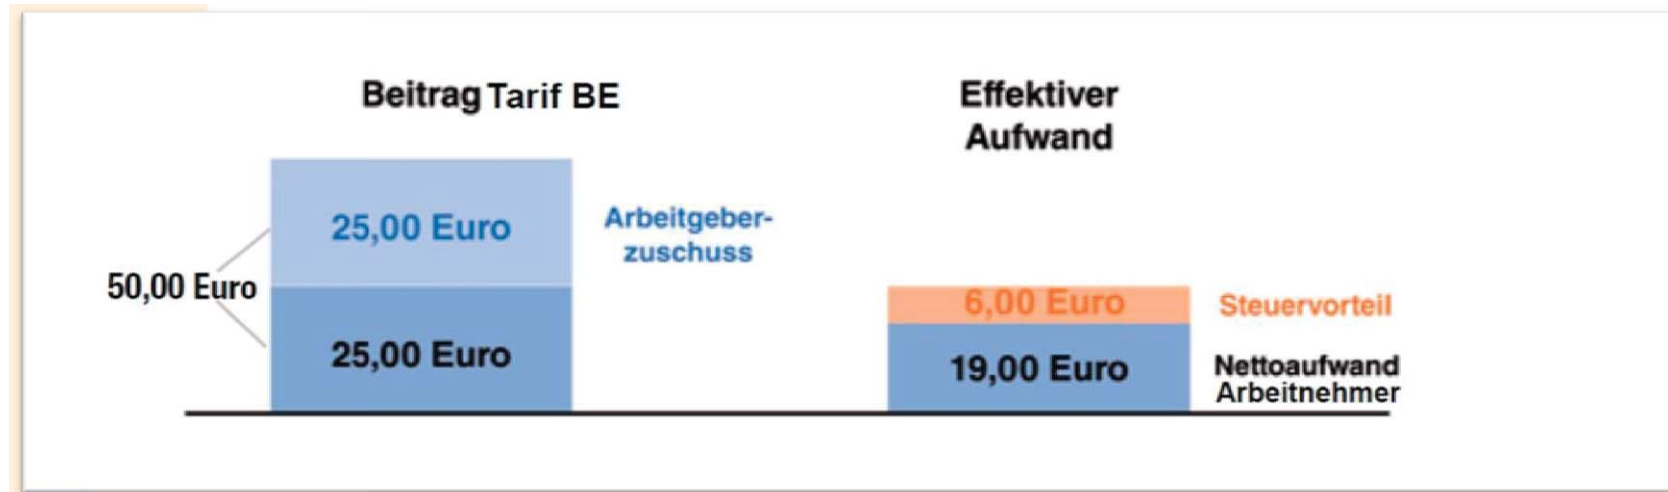 Beitrag Tarif BE
25,00 Euro
Arbeitgeber-
zuschuss
50,00 Euro
25,00 Euro
Effektiver
Aufwand
6,00 Euro
Steuervorteil
19,00 Euro
Nettoaufwand
Arbeitnehmer